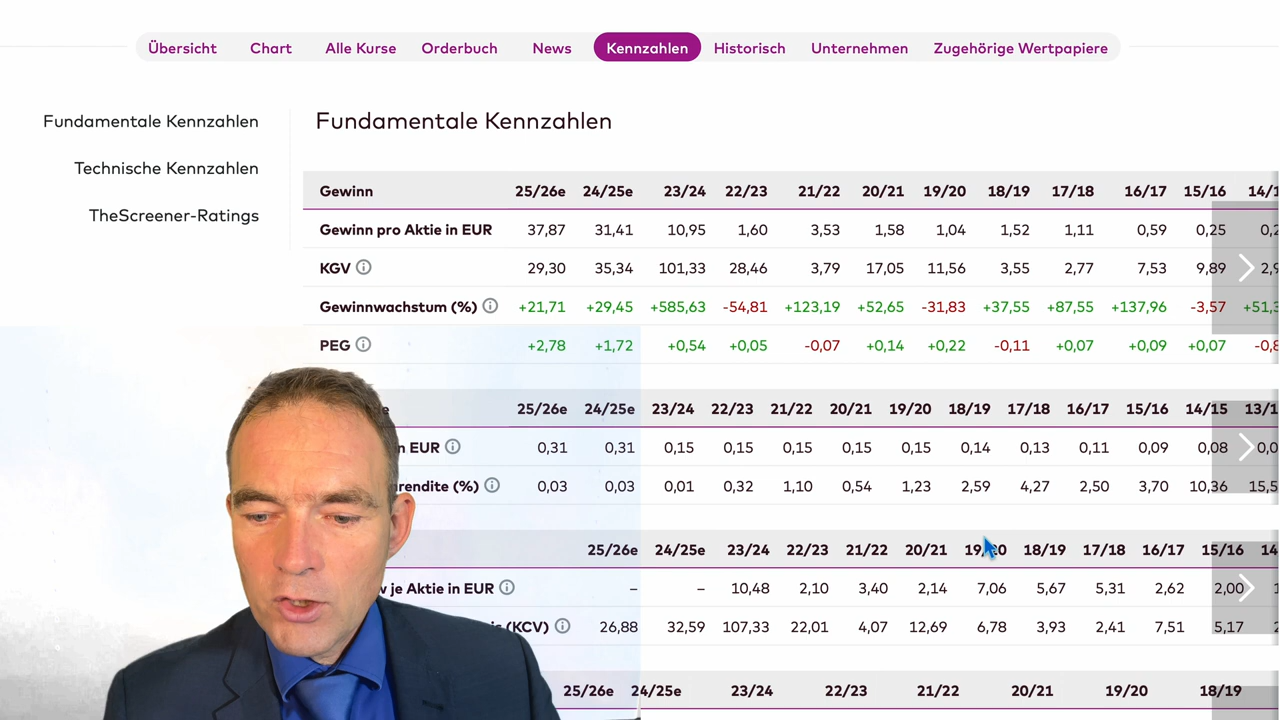 Übersicht Chart Alle Kurse Orderbuch News Kennzahlen Historisch Unternehmen Zugehörige Wertpapiere
Fundamentale Kennzahlen
Technische Kennzahlen
TheScreener-Ratings
Fundamentale Kennzahlen
Gewinn 25/26e 24/25e 23/24 22/23 21/22 20/21 19/20 18/19 17/18 16/17 15/16
Gewinn pro Aktie in EUR 37,87 31,41 10,95 1,60 3,53 1,58 1,04 1,52 1,11 0,59 0,25
KGV 29,30 35,34 101,33 28,46 3,79 17,05 11,56 3,55 2,77 7,53 9,89
Gewinnwachstum (%) +21,71 +29,45 +585,63 -54,81 +123,19 +52,65 -31,83 +37,55 +87,55 +137,96 -3,57
PEG +2,78 +1,72 +0,54 +0,05 -0,07 +0,14 +0,22 -0,11 +0,07 +0,09 +0,07
25/26e 24/25e 23/24 22/23 21/22 20/21 19/20 18/19 17/18 16/17 15/16 14/15
EUR 0,31 0,31 0,15 0,15 0,15 0,15 0,15 0,14 0,13 0,11 0,09 0,08
rendite (%) 0,03 0,03 0,01 0,32 1,10 0,54 1,23 2,59 4,27 2,50 3,70 10,36
25/26e 24/25e 23/24 22/23 21/22 20/21 19/20 18/19 17/18 16/17 15/16
je Aktie in EUR – – 10,48 2,10 3,40 2,14 7,06 5,67 5,31 2,62 2,00
(KCV) 26,88 32,59 107,33 22,01 4,07 12,69 6,78 3,93 2,41 7,51 5,17
25/26e 24/25e 23/24 22/23 21/22 20/21 19/20 18/19